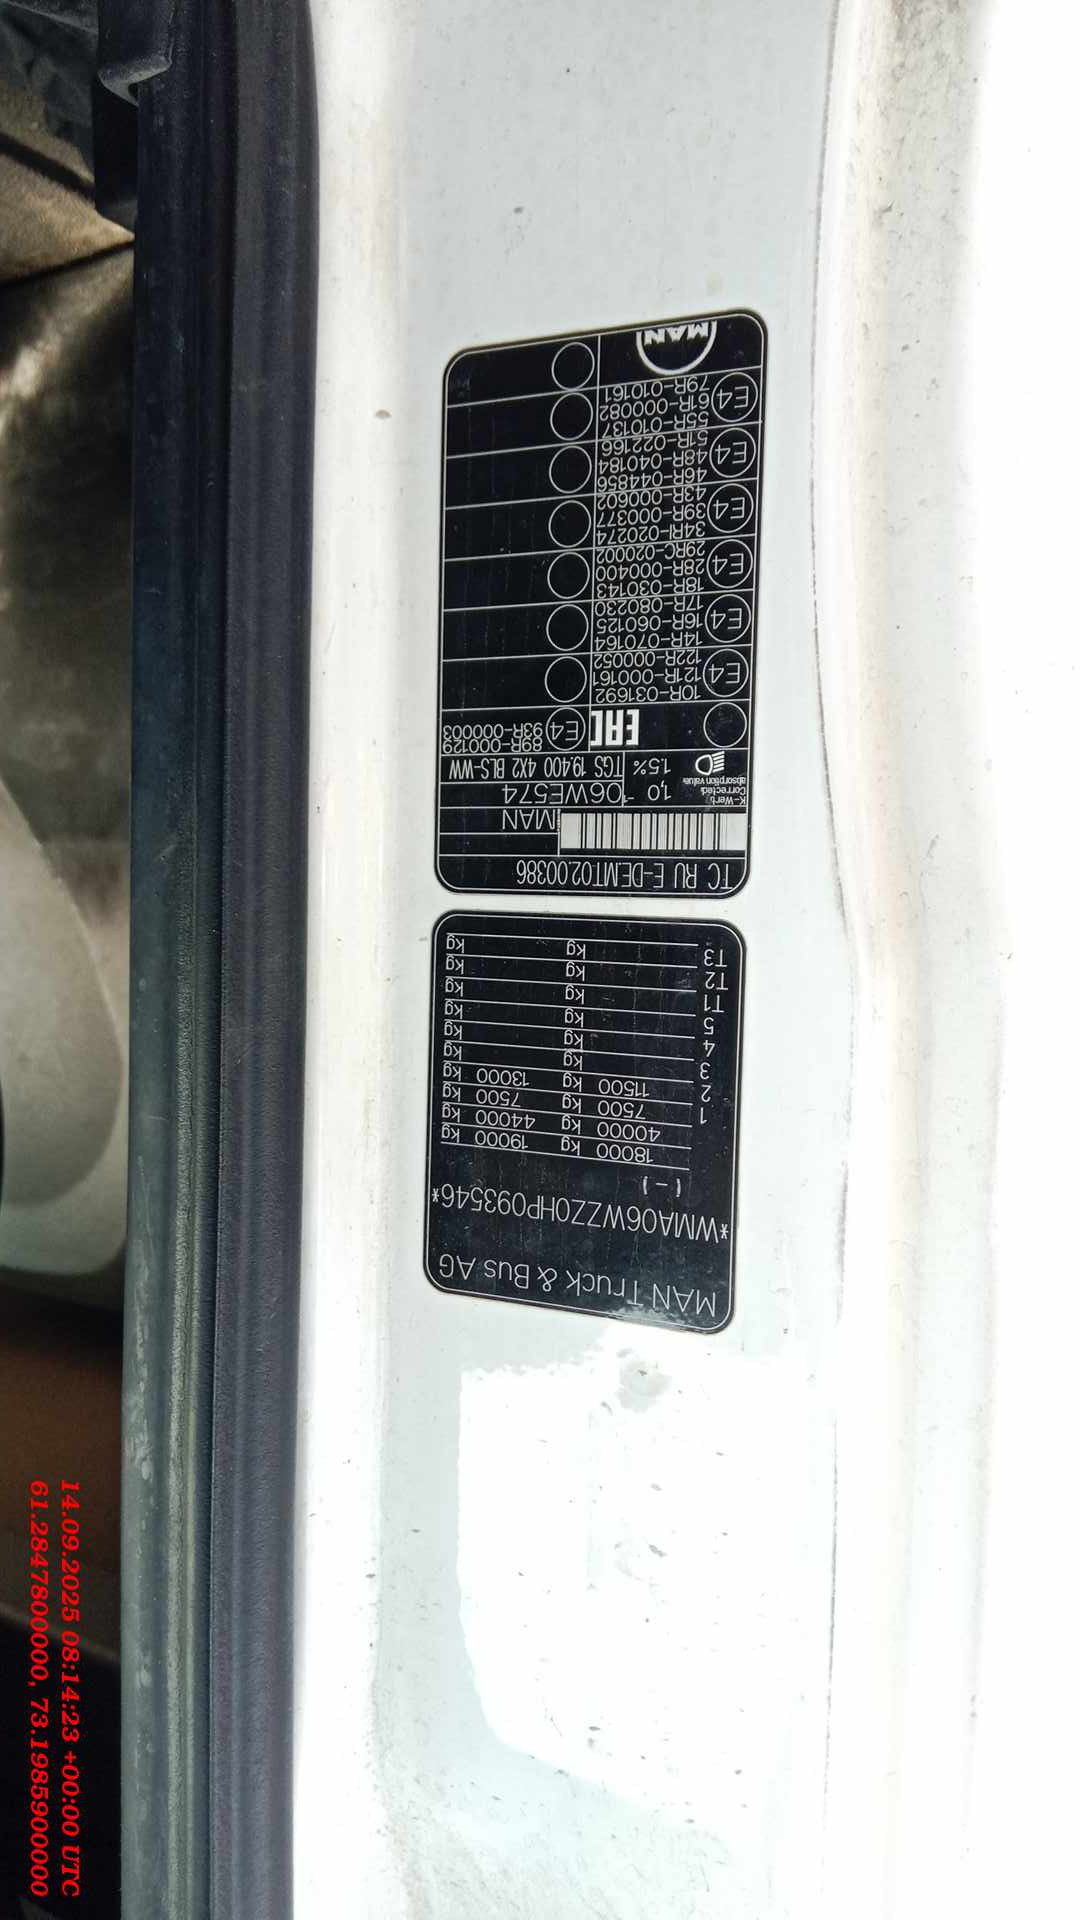 MAN Truck & Bus AG
*WMA06WZZ0HP093546*
( - )
18000 kg 19000 kg
40000 kg 44000 kg
1 7500 kg 7500 kg
2 11500 kg 13000 kg
3 kg kg
4 kg kg
5 kg kg
T1 kg kg
T2 kg kg
T3 kg kg
TC RU E-DE.MT02.00386
MAN
K-Wert:
Corrected
absorption value:
1,0
06WE574
1.5%
TGS 19.400 4X2 BLS-WW
EAC
E4
89R-000129
93R-000003
E4
10R-031692
121R-000161
122R-000052
E4
14R-070164
16R-060125
17R-080230
E4
18R-030143
28R-000400
29RC-020002
E4
34RI-020274
39R-000377
43R-000602
E4
46R-044856
48R-040184
51R-022166
E4
55R-010137
61R-000082
79R-010161
MAN
14.09.2025 08:14:23 +00:00 UTC
61.2847800000, 73.1985900000